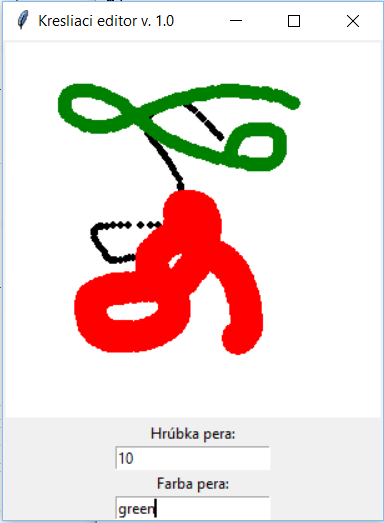 Kresliaci editor v. 1.0
Hrúbka pera:
10
Farba pera:
green